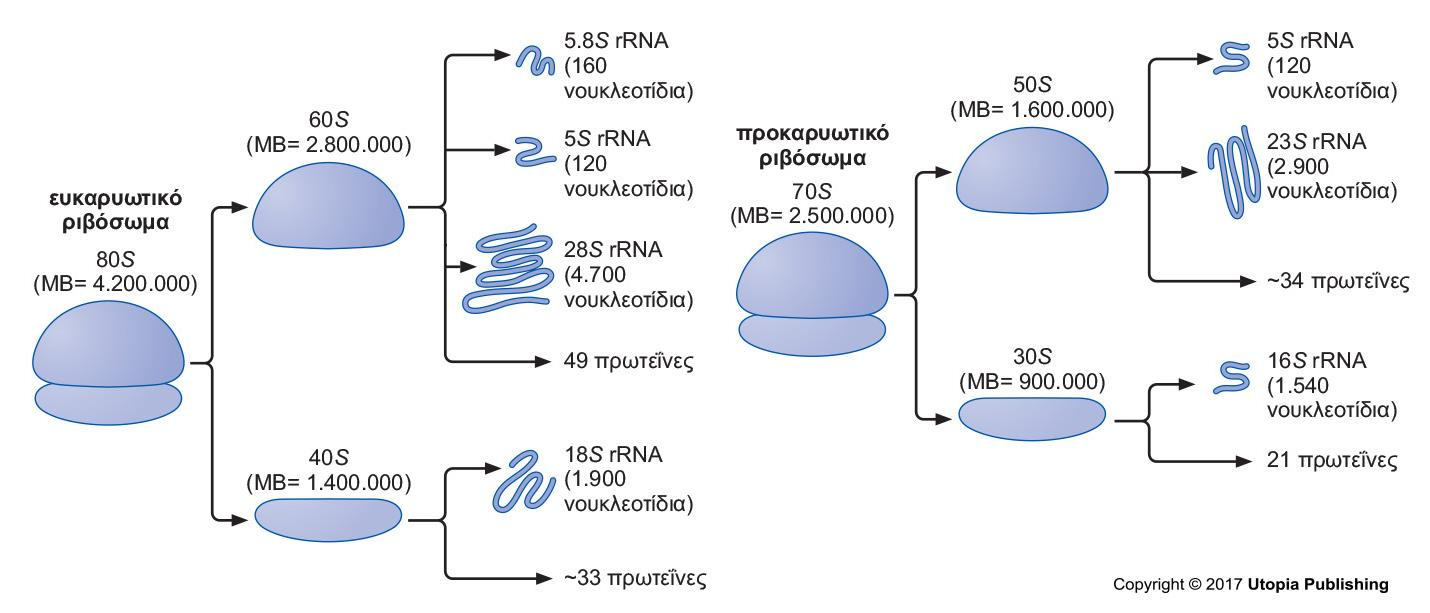 ευκαρυωτικό
ριβόσωμα
80S
(MB= 4.200.000)
60S
(MB= 2.800.000)
5.8S rRNA
(160
νουκλεοτίδια)
5S rRNA
(120
νουκλεοτίδια)
28S rRNA
(4.700
νουκλεοτίδια)
49 πρωτεΐνες
40S
(MB= 1.400.000)
18S rRNA
(1.900
νουκλεοτίδια)
~33 πρωτεΐνες
προκαρυωτικό
ριβόσωμα
70S
(MB= 2.500.000)
50S
(MB= 1.600.000)
5S rRNA
(120
νουκλεοτίδια)
23S rRNA
(2.900
νουκλεοτίδια)
~34 πρωτεΐνες
30S
(MB= 900.000)
16S rRNA
(1.540
νουκλεοτίδια)
21 πρωτεΐνες
Copyright © 2017 Utopia Publishing